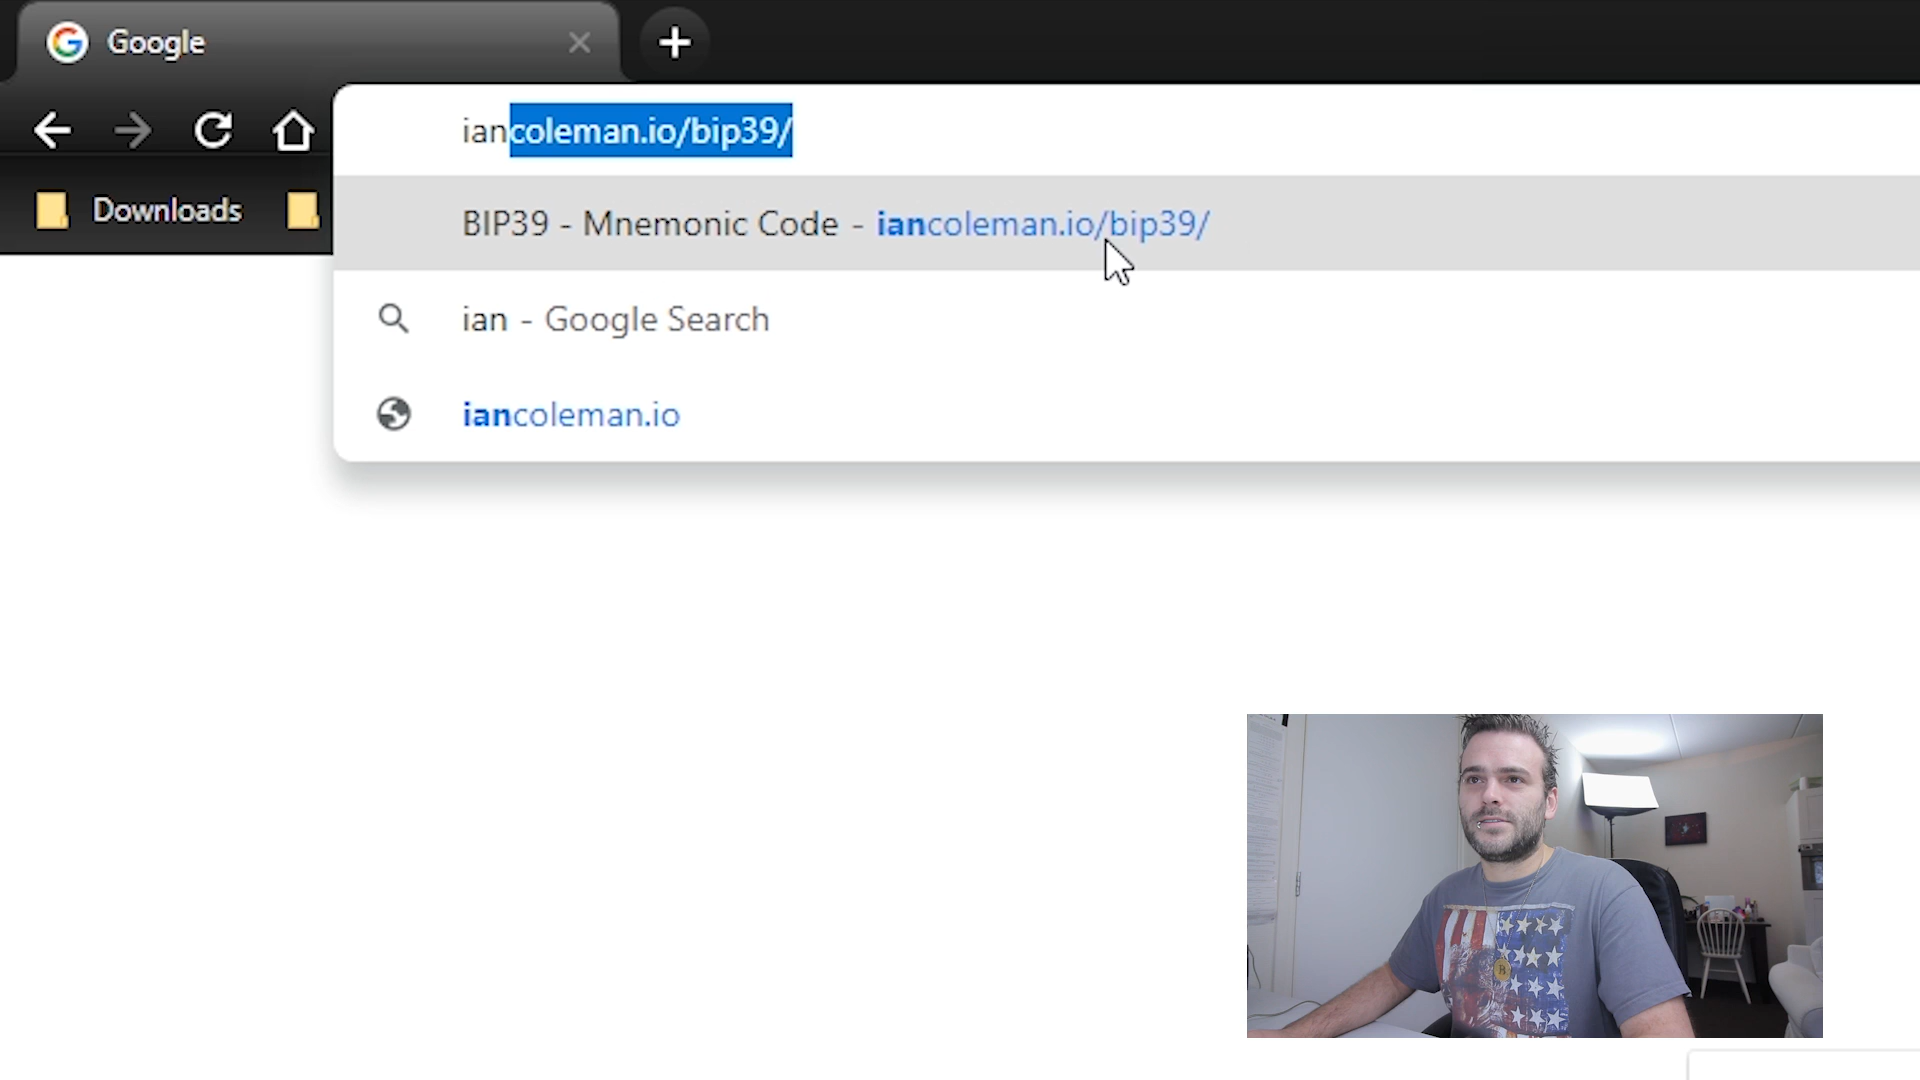 Google
iancoleman.io/bip39/
Downloads
BIP39 - Mnemonic Code - iancoleman.io/bip39/
ian - Google Search
iancoleman.io